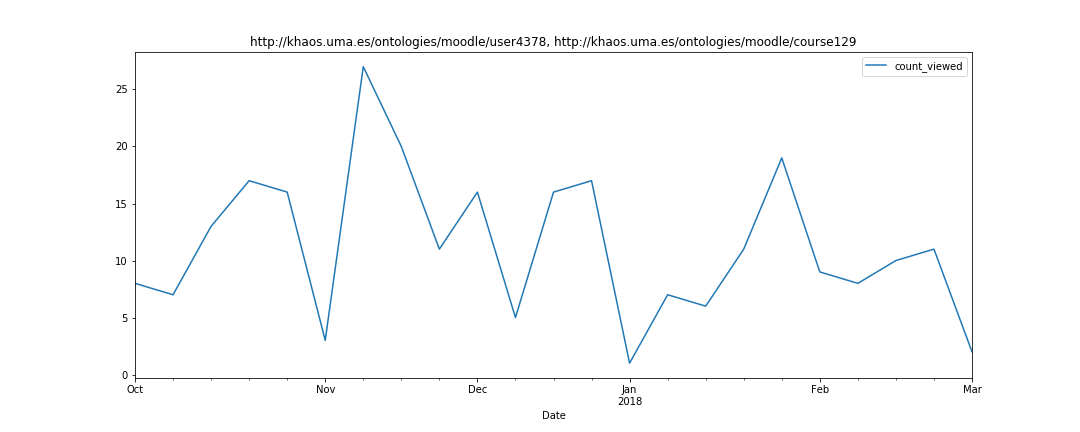 http://khaos.uma.es/ontologies/moodle/user4378, http://khaos.uma.es/ontologies/moodle/course129
count_viewed
25
20
15
10
5
0
Oct Nov Dec Jan Feb Mar
2018
Date